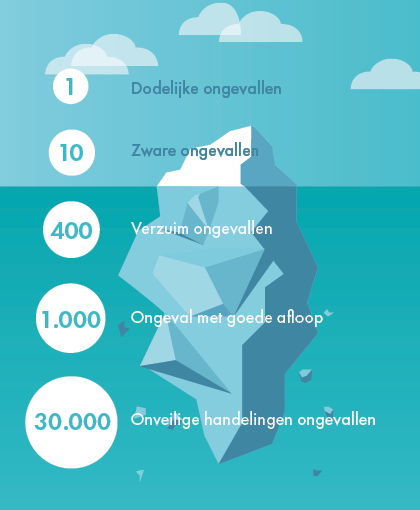 1 Dodelijke ongevallen
10 Zware ongevallen
400 Verzuim ongevallen
1.000 Ongeval met goede afloop
30.000 Onveilige handelingen ongevallen